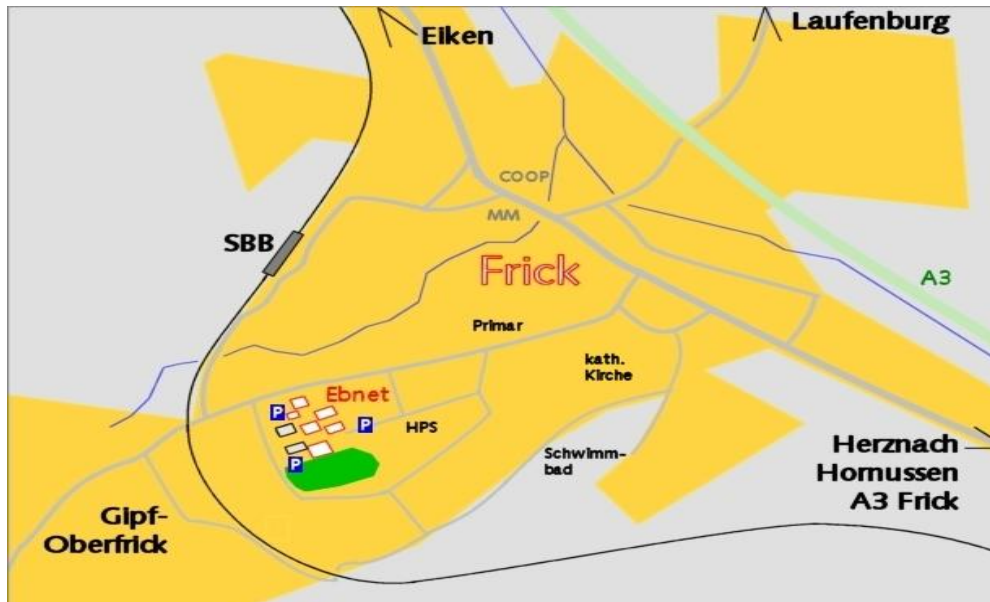 Eiken
Laufenburg
COOP
MM
SBB
Frick
A3
Primar
kath.
Kirche
Ebnet
P
P
HPS
P
Schwimm-
bad
Herznach
Hornussen
A3 Frick
Gipf-
Oberfrick